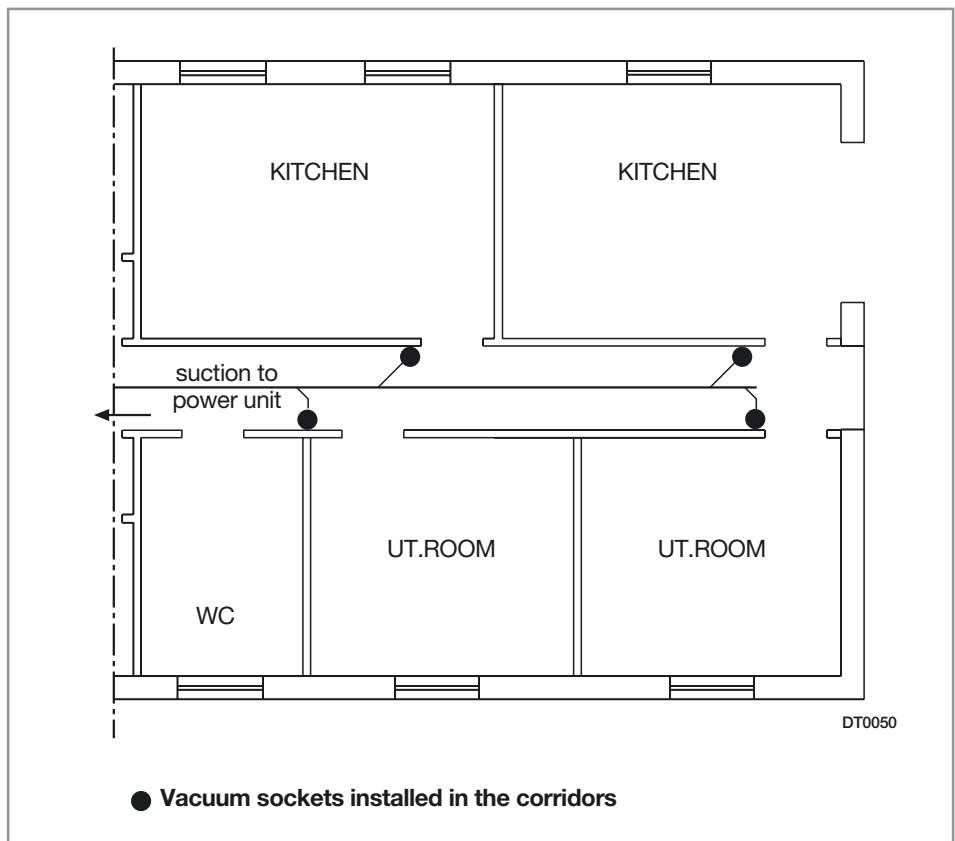 KITCHEN
KITCHEN
suction to
power unit
UT.ROOM
UT.ROOM
WC
DT0050
Vacuum sockets installed in the corridors